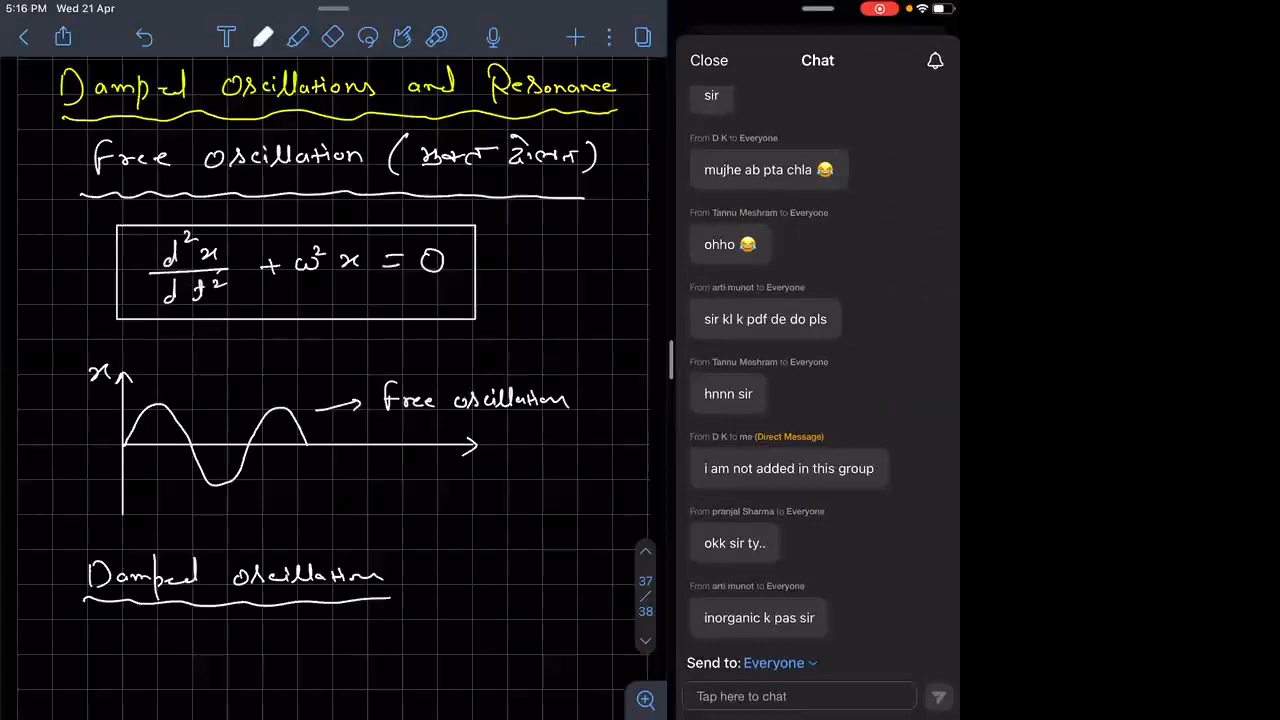 5:16 PM Wed 21 Apr
Damped Oscillations and Resonance
Free oscillation (मुक्त दोलन)
d²x/dt² + ω² x = 0
x
Free oscillation
Damped oscillation
37
/
38
Close
Chat
sir
From D K to Everyone
mujhe ab pta chla 😂
From Tannu Meshram to Everyone
ohho 😂
From arti munot to Everyone
sir kl k pdf de do pls
From Tannu Meshram to Everyone
hnnn sir
From D K to me (Direct Message)
i am not added in this group
From pranjal Sharma to Everyone
okk sir ty..
From arti munot to Everyone
inorganic k pas sir
Send to: Everyone
Tap here to chat